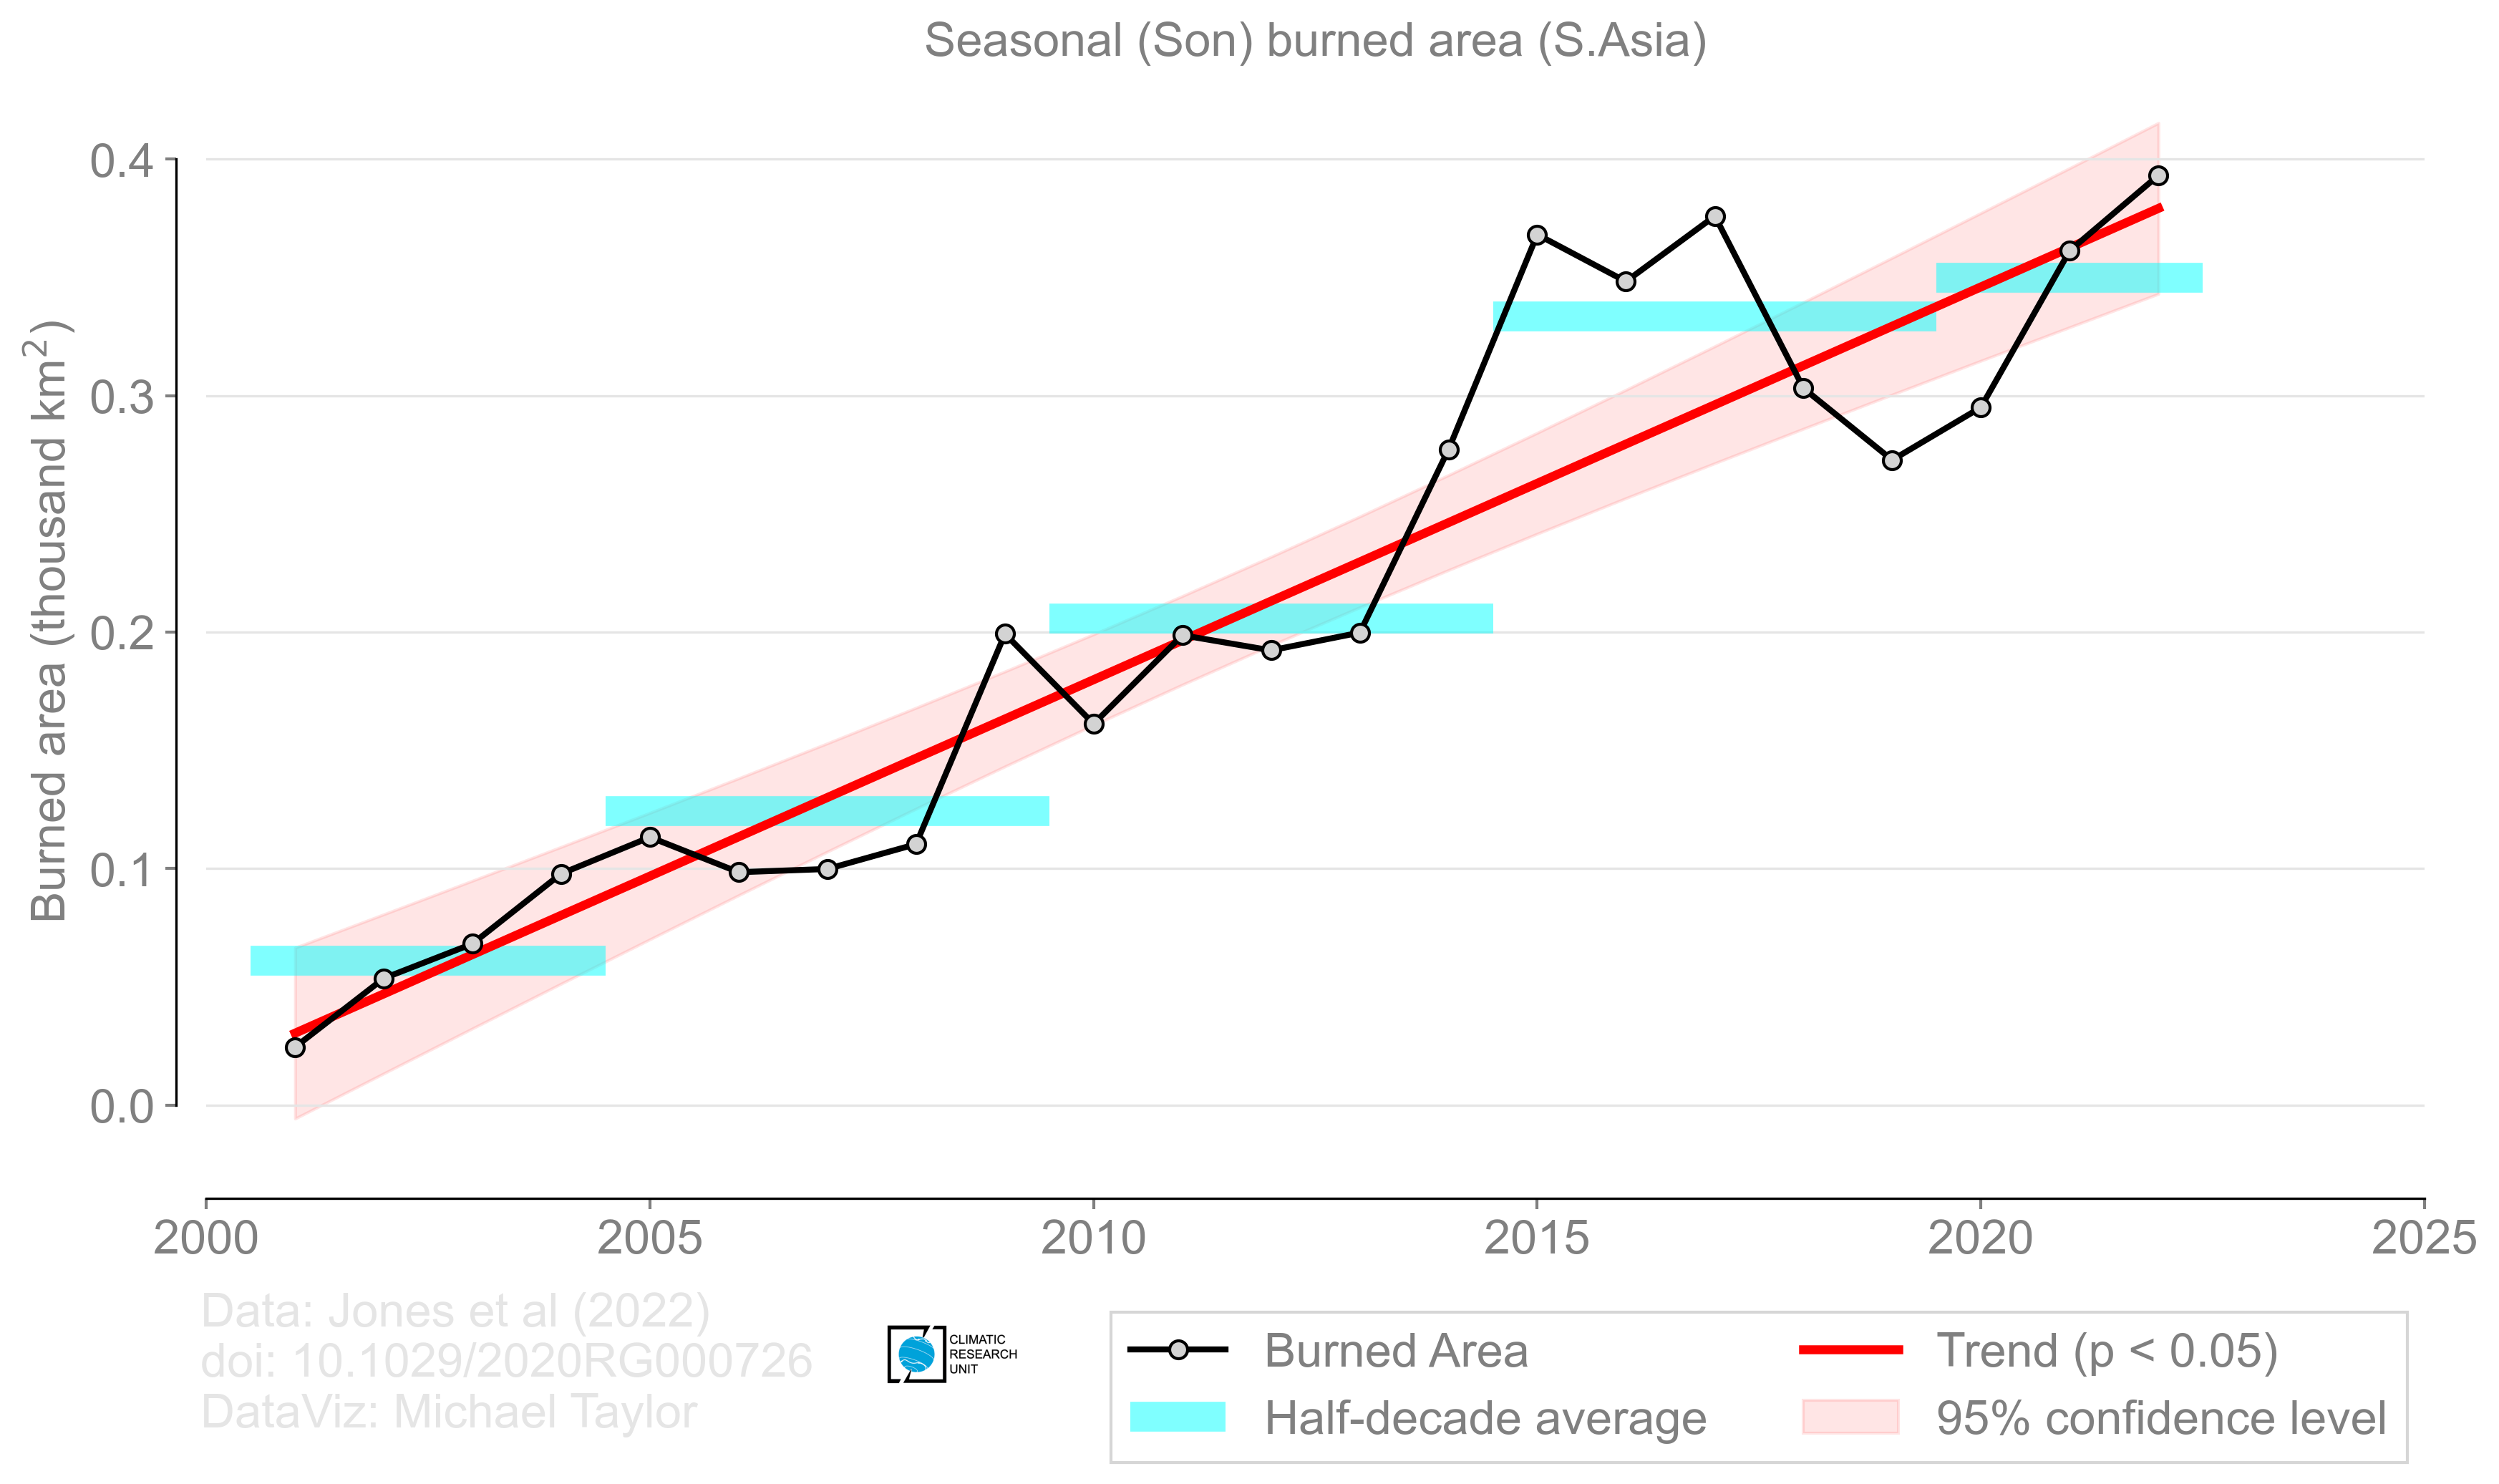 Seasonal (Son) burned area (S.Asia)
Burned area (thousand km²)
0.4
0.3
0.2
0.1
0.0
2000
2005
2010
2015
2020
2025
Data: Jones et al (2022)
doi: 10.1029/2020RG000726
DataViz: Michael Taylor
CLIMATIC
RESEARCH
UNIT
Burned Area
Half-decade average
Trend (p < 0.05)
95% confidence level